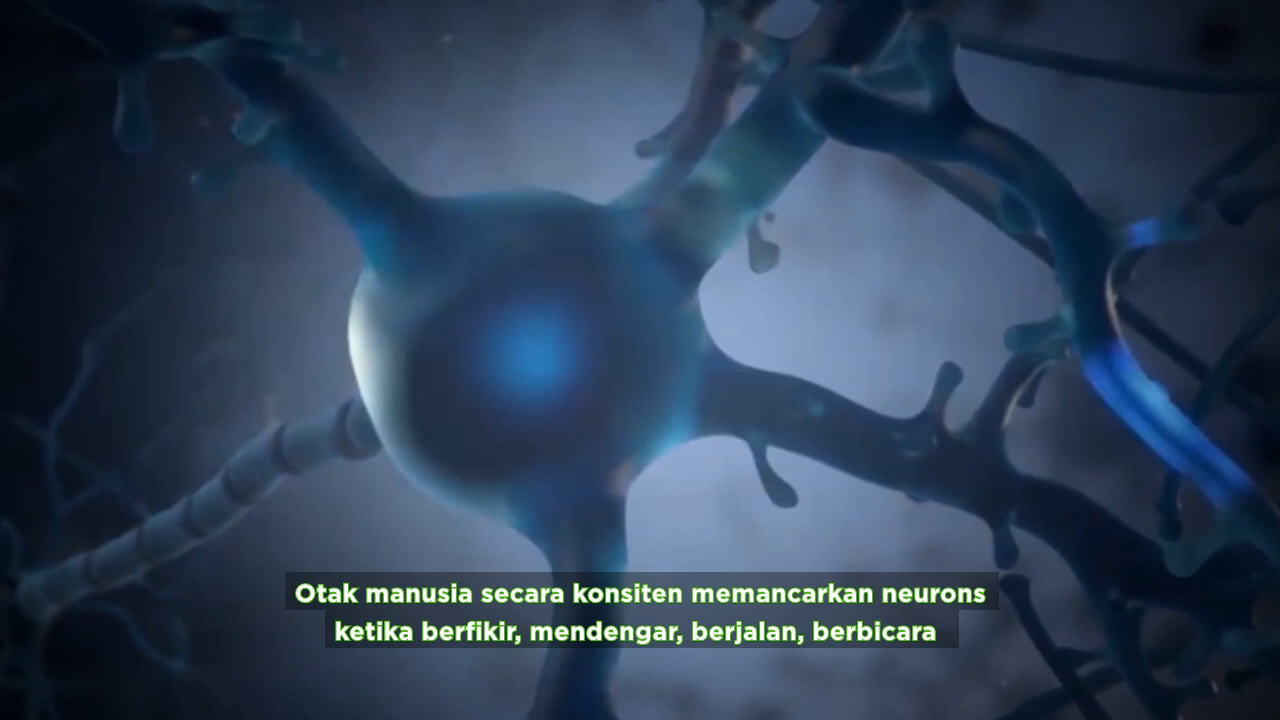 Otak manusia secara konsiten memancarkan neurons
ketika berfikir, mendengar, berjalan, berbicara